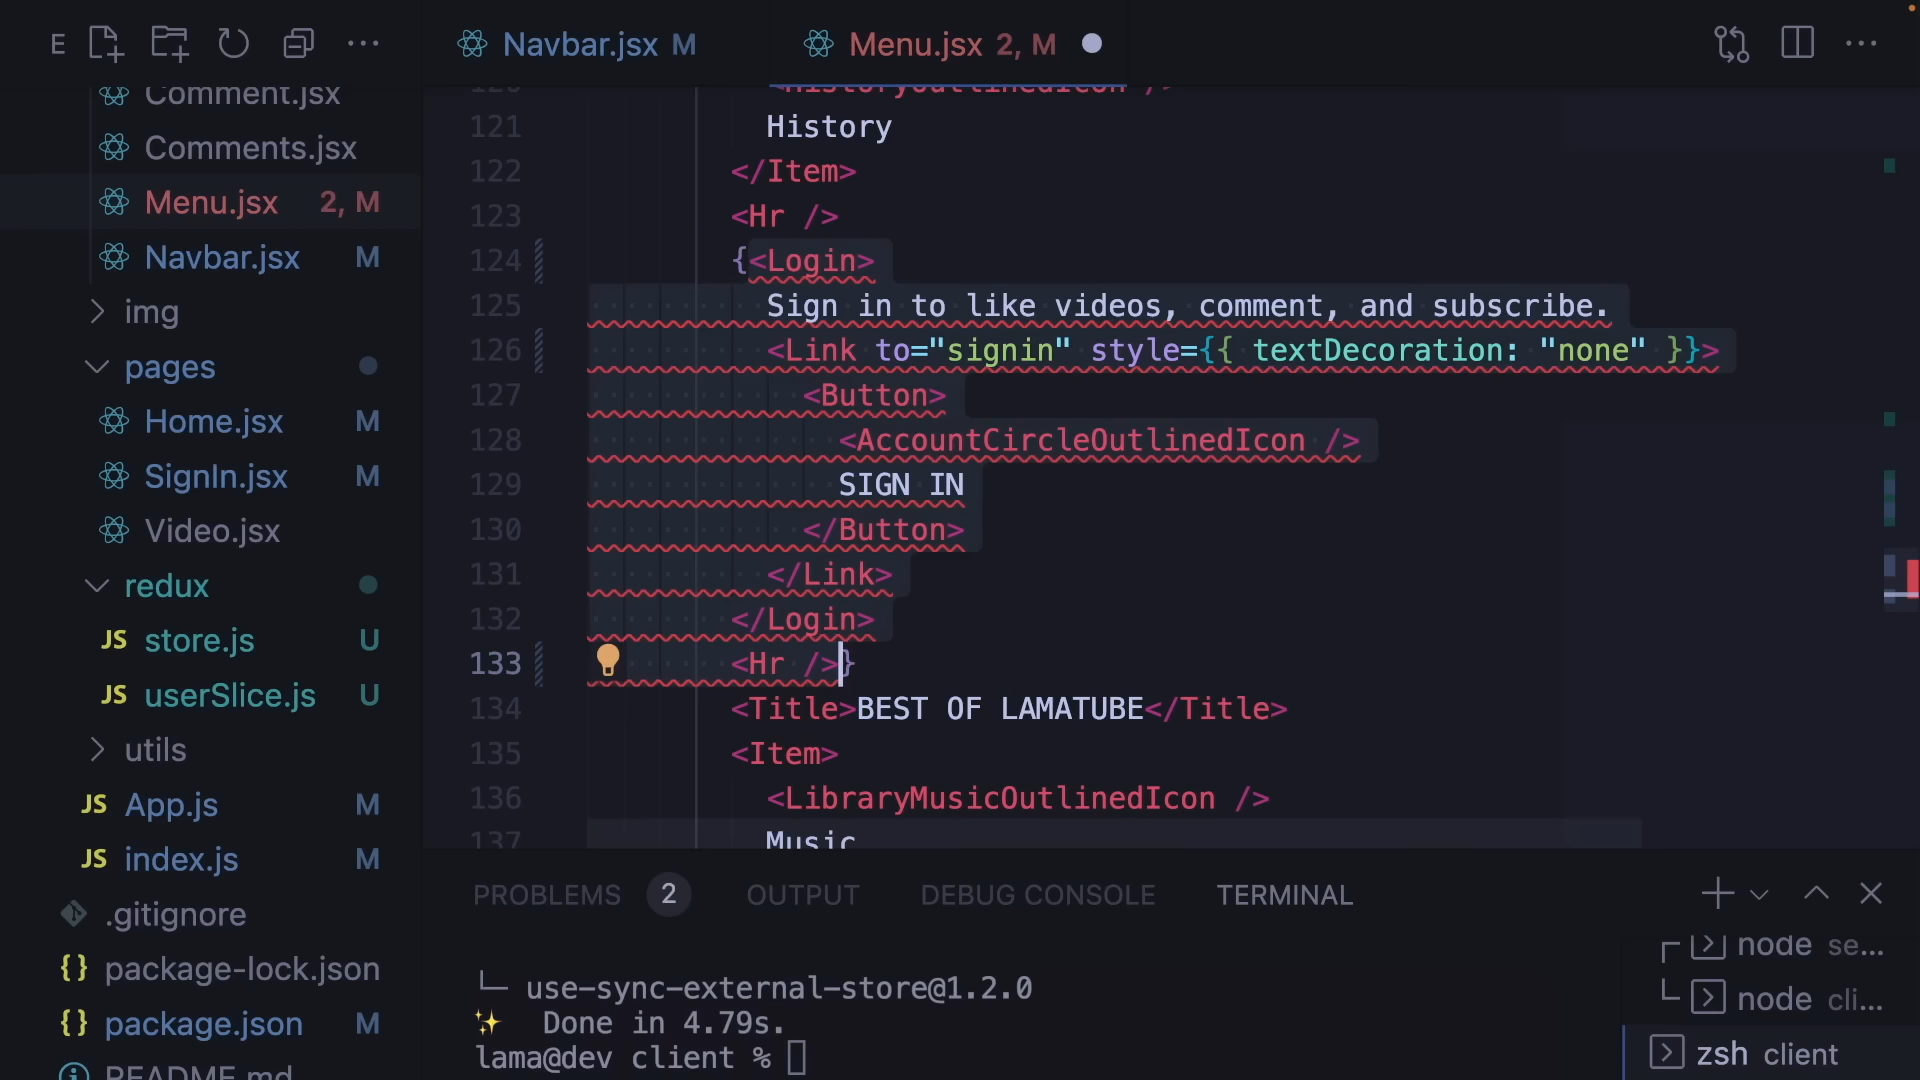 E
Navbar.jsx M
Menu.jsx 2, M
Comment.jsx
Comments.jsx
Menu.jsx 2, M
Navbar.jsx M
img
pages
Home.jsx M
SignIn.jsx M
Video.jsx
redux
JS store.js U
JS userSlice.js U
utils
JS App.js M
JS index.js M
.gitignore
{} package-lock.json
{} package.json M
README.md
120 <HistoryOutlinedIcon />
121 History
122 </Item>
123 <Hr />
124 {<Login>
125 Sign in to like videos, comment, and subscribe.
126 <Link to="signin" style={{ textDecoration: "none" }}>
127 <Button>
128 <AccountCircleOutlinedIcon />
129 SIGN IN
130 </Button>
131 </Link>
132 </Login>
133 <Hr />}
134 <Title>BEST OF LAMATUBE</Title>
135 <Item>
136 <LibraryMusicOutlinedIcon />
137 Music
PROBLEMS 2 OUTPUT DEBUG CONSOLE TERMINAL
└─ use-sync-external-store@1.2.0
✨ Done in 4.79s.
lama@dev client %
node se...
node cli...
zsh client